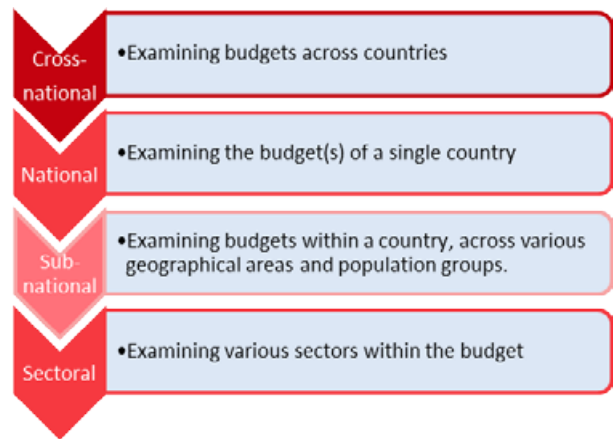 Cross-
national
•Examining budgets across countries
National
•Examining the budget(s) of a single country
Sub-
national
•Examining budgets within a country, across various
geographical areas and population groups.
Sectoral
•Examining various sectors within the budget